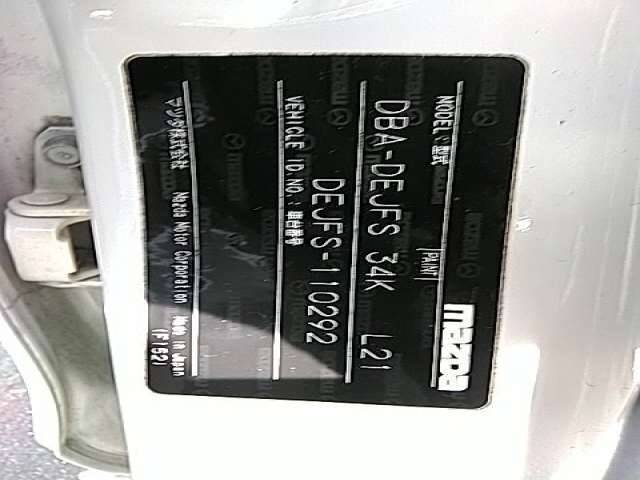 mazda
MODEL : 型式 |PAINT|
DBA-DEJFS 34K L21
VEHICLE ID NO. : 車台番号
DEJFS-110292
マツダ株式会社 Mazda Motor Corporation Made in Japan
(F152)